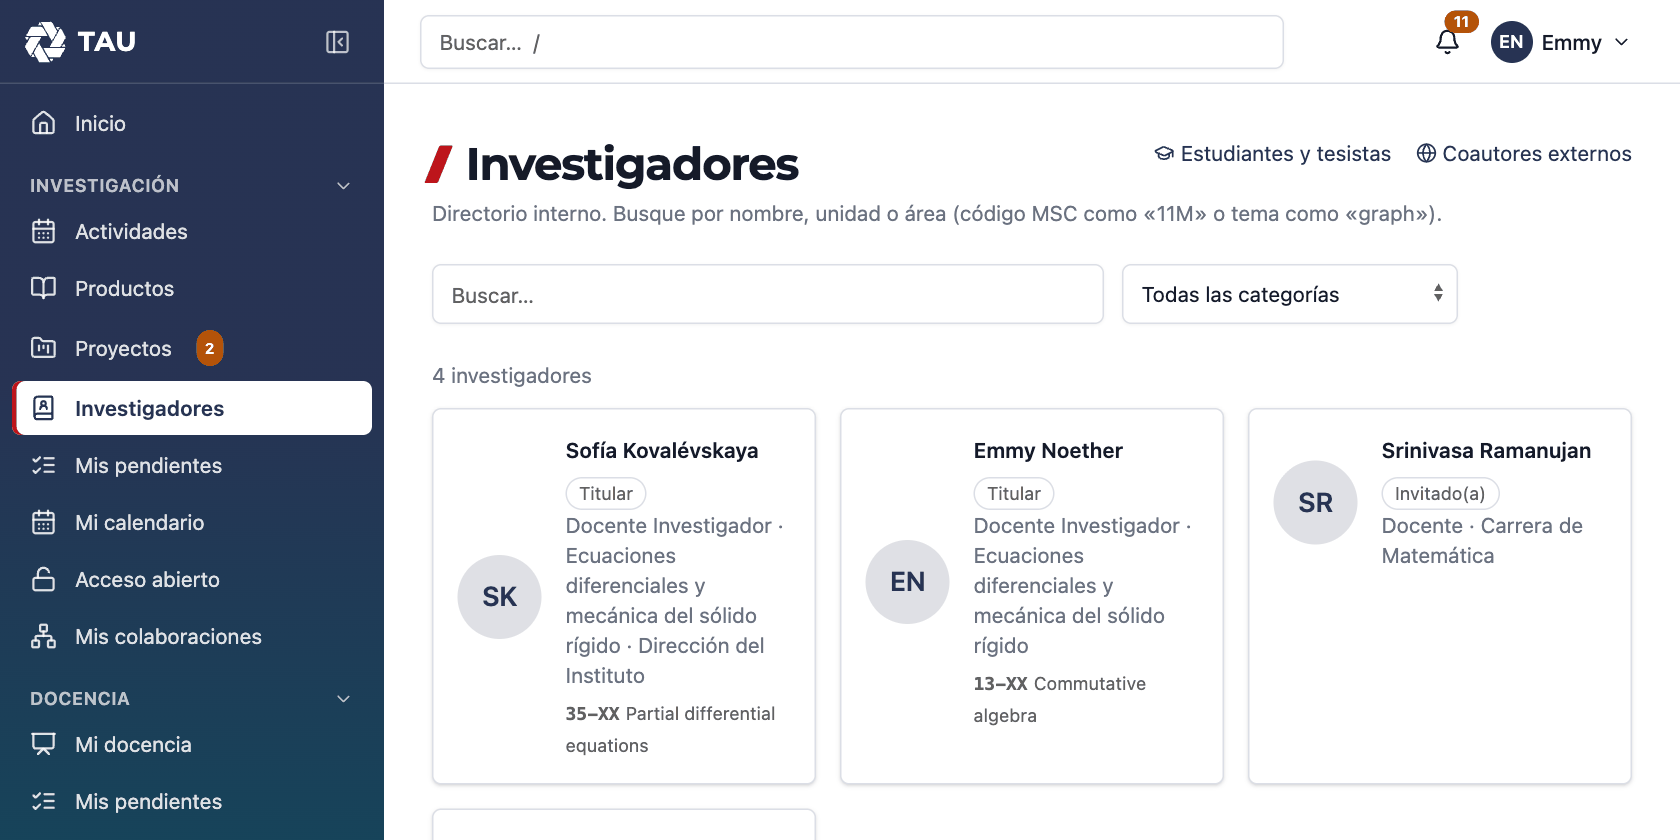 TAU
Buscar... /
11
EN Emmy
Inicio
INVESTIGACIÓN
Actividades
Productos
Proyectos 2
Investigadores
Mis pendientes
Mi calendario
Acceso abierto
Mis colaboraciones
DOCENCIA
Mi docencia
Mis pendientes
Investigadores
Estudiantes y tesistas
Coautores externos
Directorio interno. Busque por nombre, unidad o área (código MSC como «11M» o tema como «graph»).
Buscar...
Todas las categorías
4 investigadores
SK
Sofía Kovalévskaya
Titular
Docente Investigador ·
Ecuaciones
diferenciales y
mecánica del sólido
rígido · Dirección del
Instituto
35-XX Partial differential
equations
EN
Emmy Noether
Titular
Docente Investigador ·
Ecuaciones
diferenciales y
mecánica del sólido
rígido
13-XX Commutative
algebra
SR
Srinivasa Ramanujan
Invitado(a)
Docente · Carrera de
Matemática